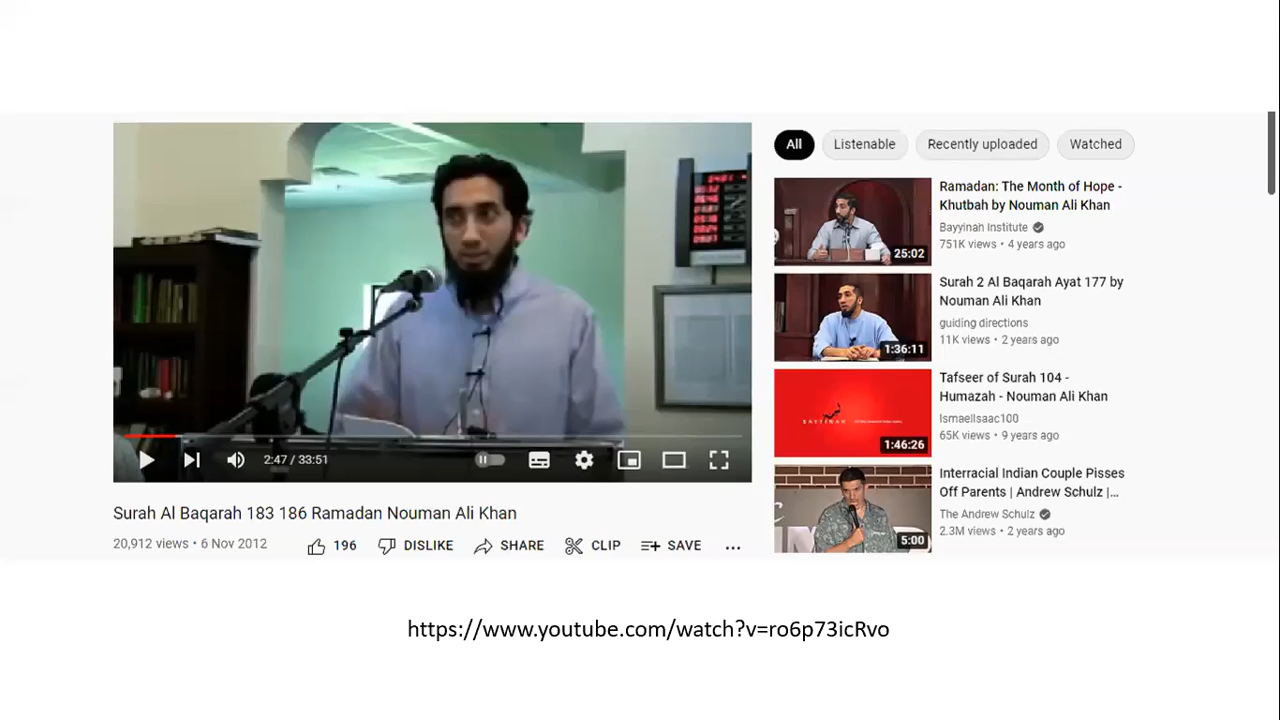 2:47 / 33:51
Surah Al Baqarah 183 186 Ramadan Nouman Ali Khan
20,912 views • 6 Nov 2012
196 DISLIKE SHARE CLIP SAVE ...
All Listenable Recently uploaded Watched
25:02
Ramadan: The Month of Hope -
Khutbah by Nouman Ali Khan
Bayyinah Institute
751K views • 4 years ago
1:36:11
Surah 2 Al Baqarah Ayat 177 by
Nouman Ali Khan
guiding directions
11K views • 2 years ago
1:46:26
Tafseer of Surah 104 -
Humazah - Nouman Ali Khan
IsmaelIsaac100
65K views • 9 years ago
5:00
Interracial Indian Couple Pisses
Off Parents | Andrew Schulz |...
The Andrew Schulz
2.3M views • 2 years ago
https://www.youtube.com/watch?v=ro6p73icRvo